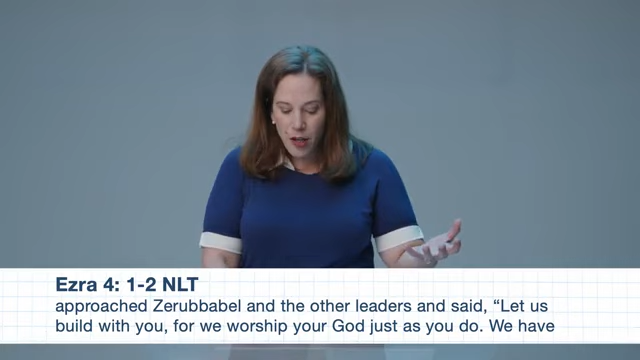 Ezra 4: 1-2 NLT
approached Zerubbabel and the other leaders and said, “Let us
build with you, for we worship your God just as you do. We have